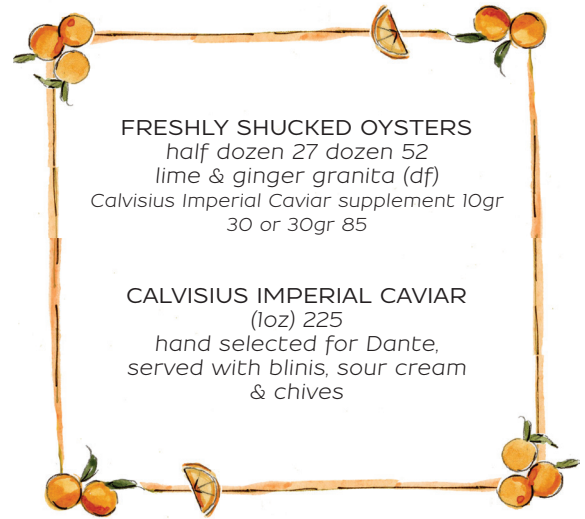 FRESHLY SHUCKED OYSTERS
half dozen 27 dozen 52
lime & ginger granita (df)
Calvisius Imperial Caviar supplement 10gr
30 or 30gr 85
CALVISIUS IMPERIAL CAVIAR
(1oz) 225
hand selected for Dante,
served with blinis, sour cream
& chives